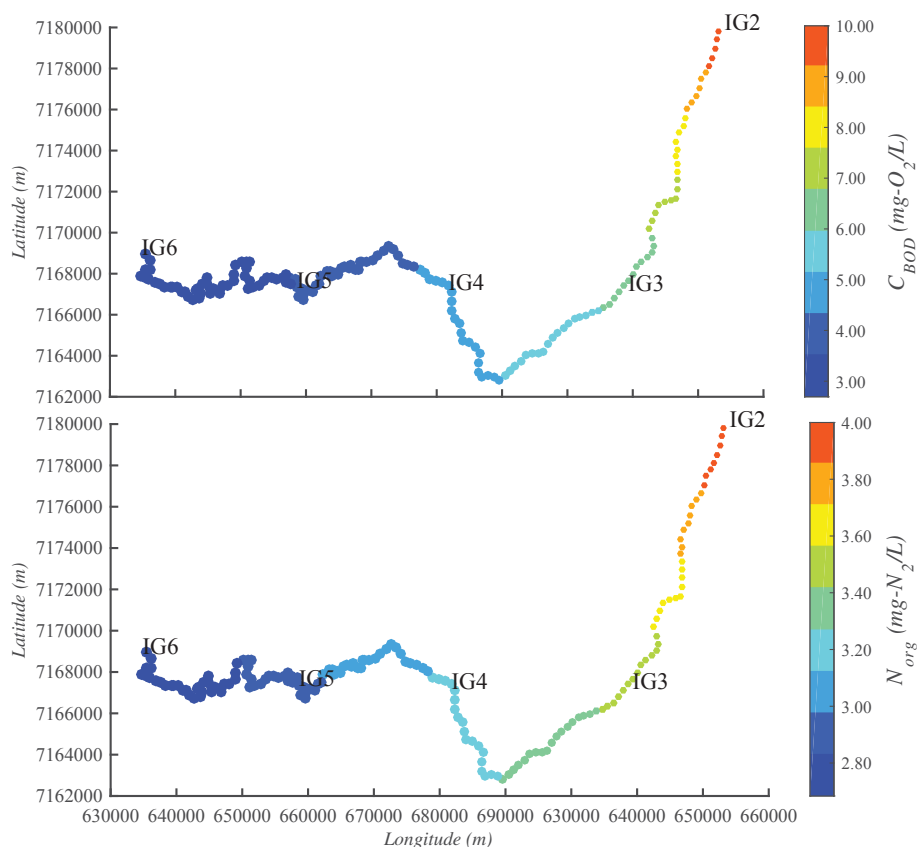 7180000
7178000
7176000
7174000
7172000
7170000
7168000
7166000
7164000
7162000
Latitude (m)
IG2
IG3
IG4
IG5
IG6
10.00
9.00
8.00
7.00
6.00
5.00
4.00
3.00
C_BOD (mg-O_2/L)
7180000
7178000
7176000
7174000
7172000
7170000
7168000
7166000
7164000
7162000
Latitude (m)
IG2
IG3
IG4
IG5
IG6
630000 640000 650000 660000 670000 680000 690000 630000 640000 650000 660000
Longitude (m)
4.00
3.80
3.60
3.40
3.20
3.00
2.80
N_org (mg-N_2/L)